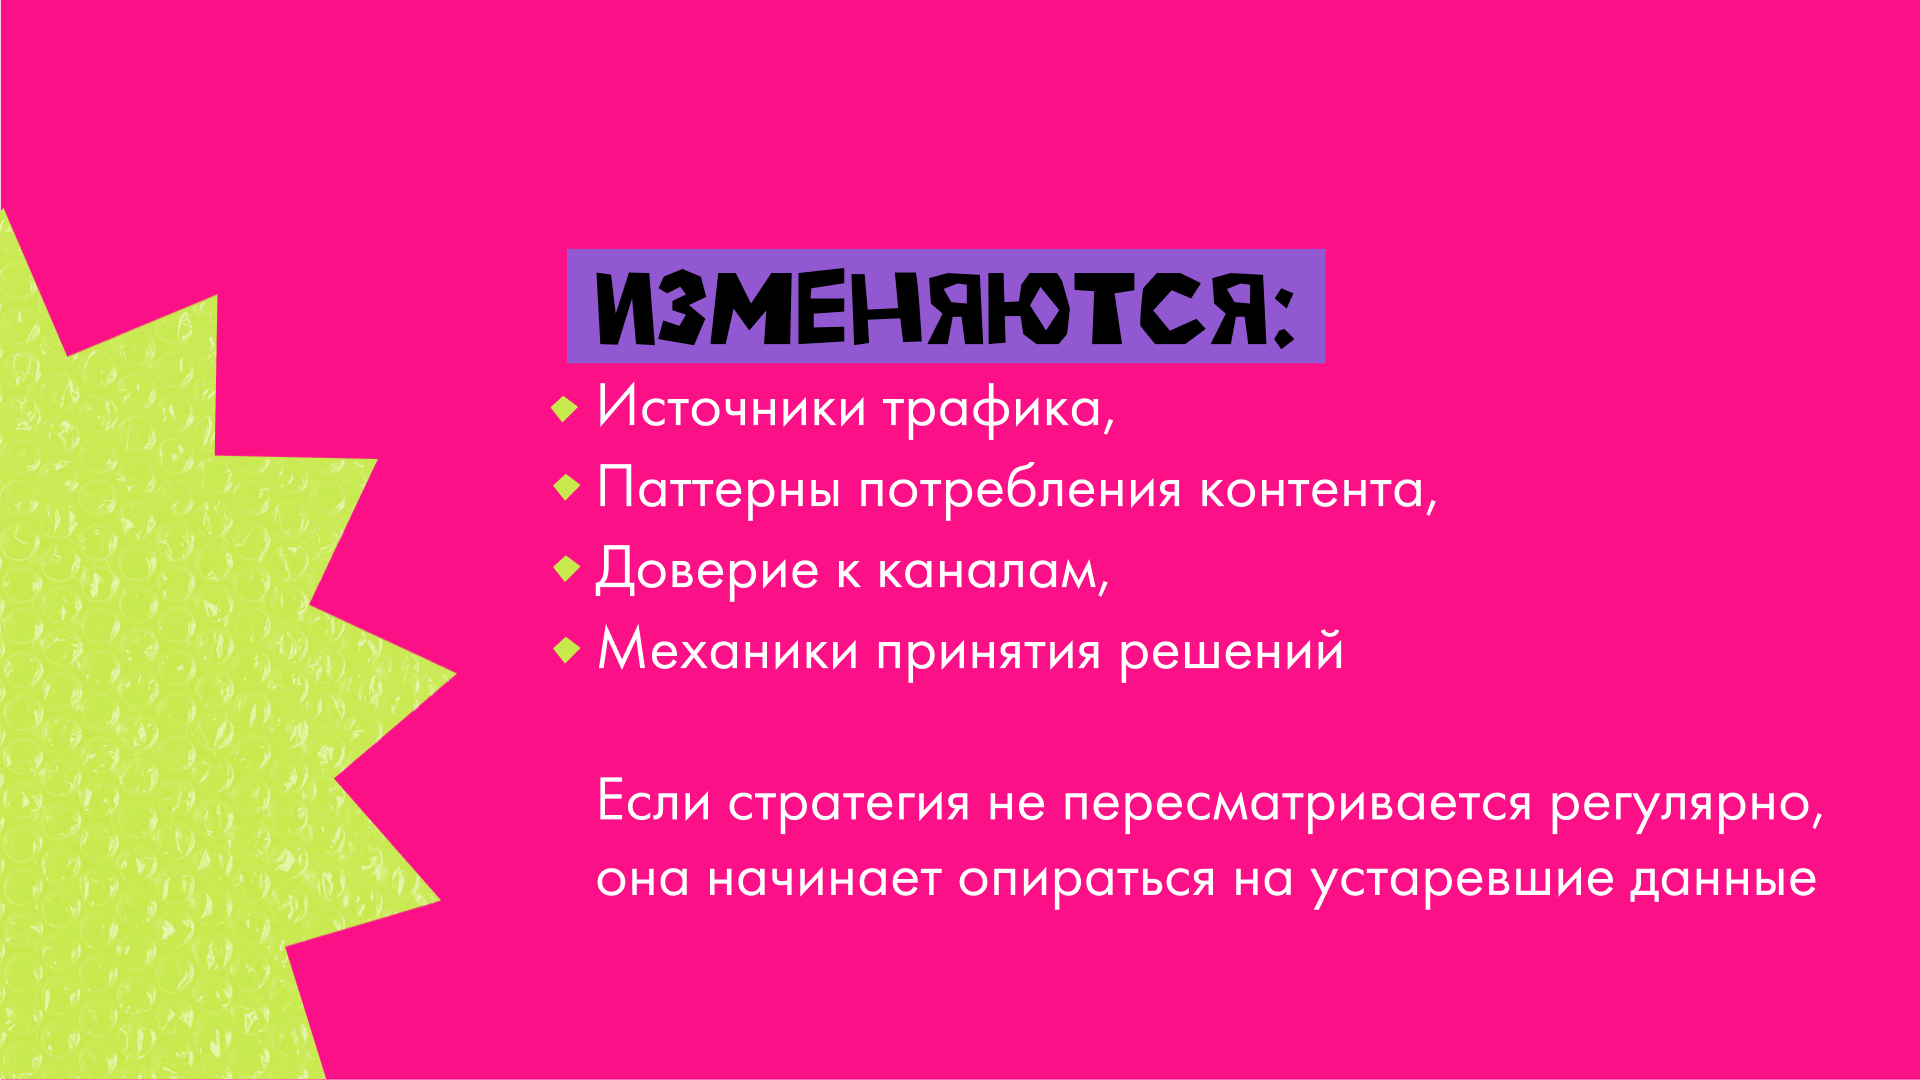 ИЗМЕНЯЮТСЯ:
Источники трафика,
Паттерны потребления контента,
Доверие к каналам,
Механики принятия решений
Если стратегия не пересматривается регулярно,
она начинает опираться на устаревшие данные